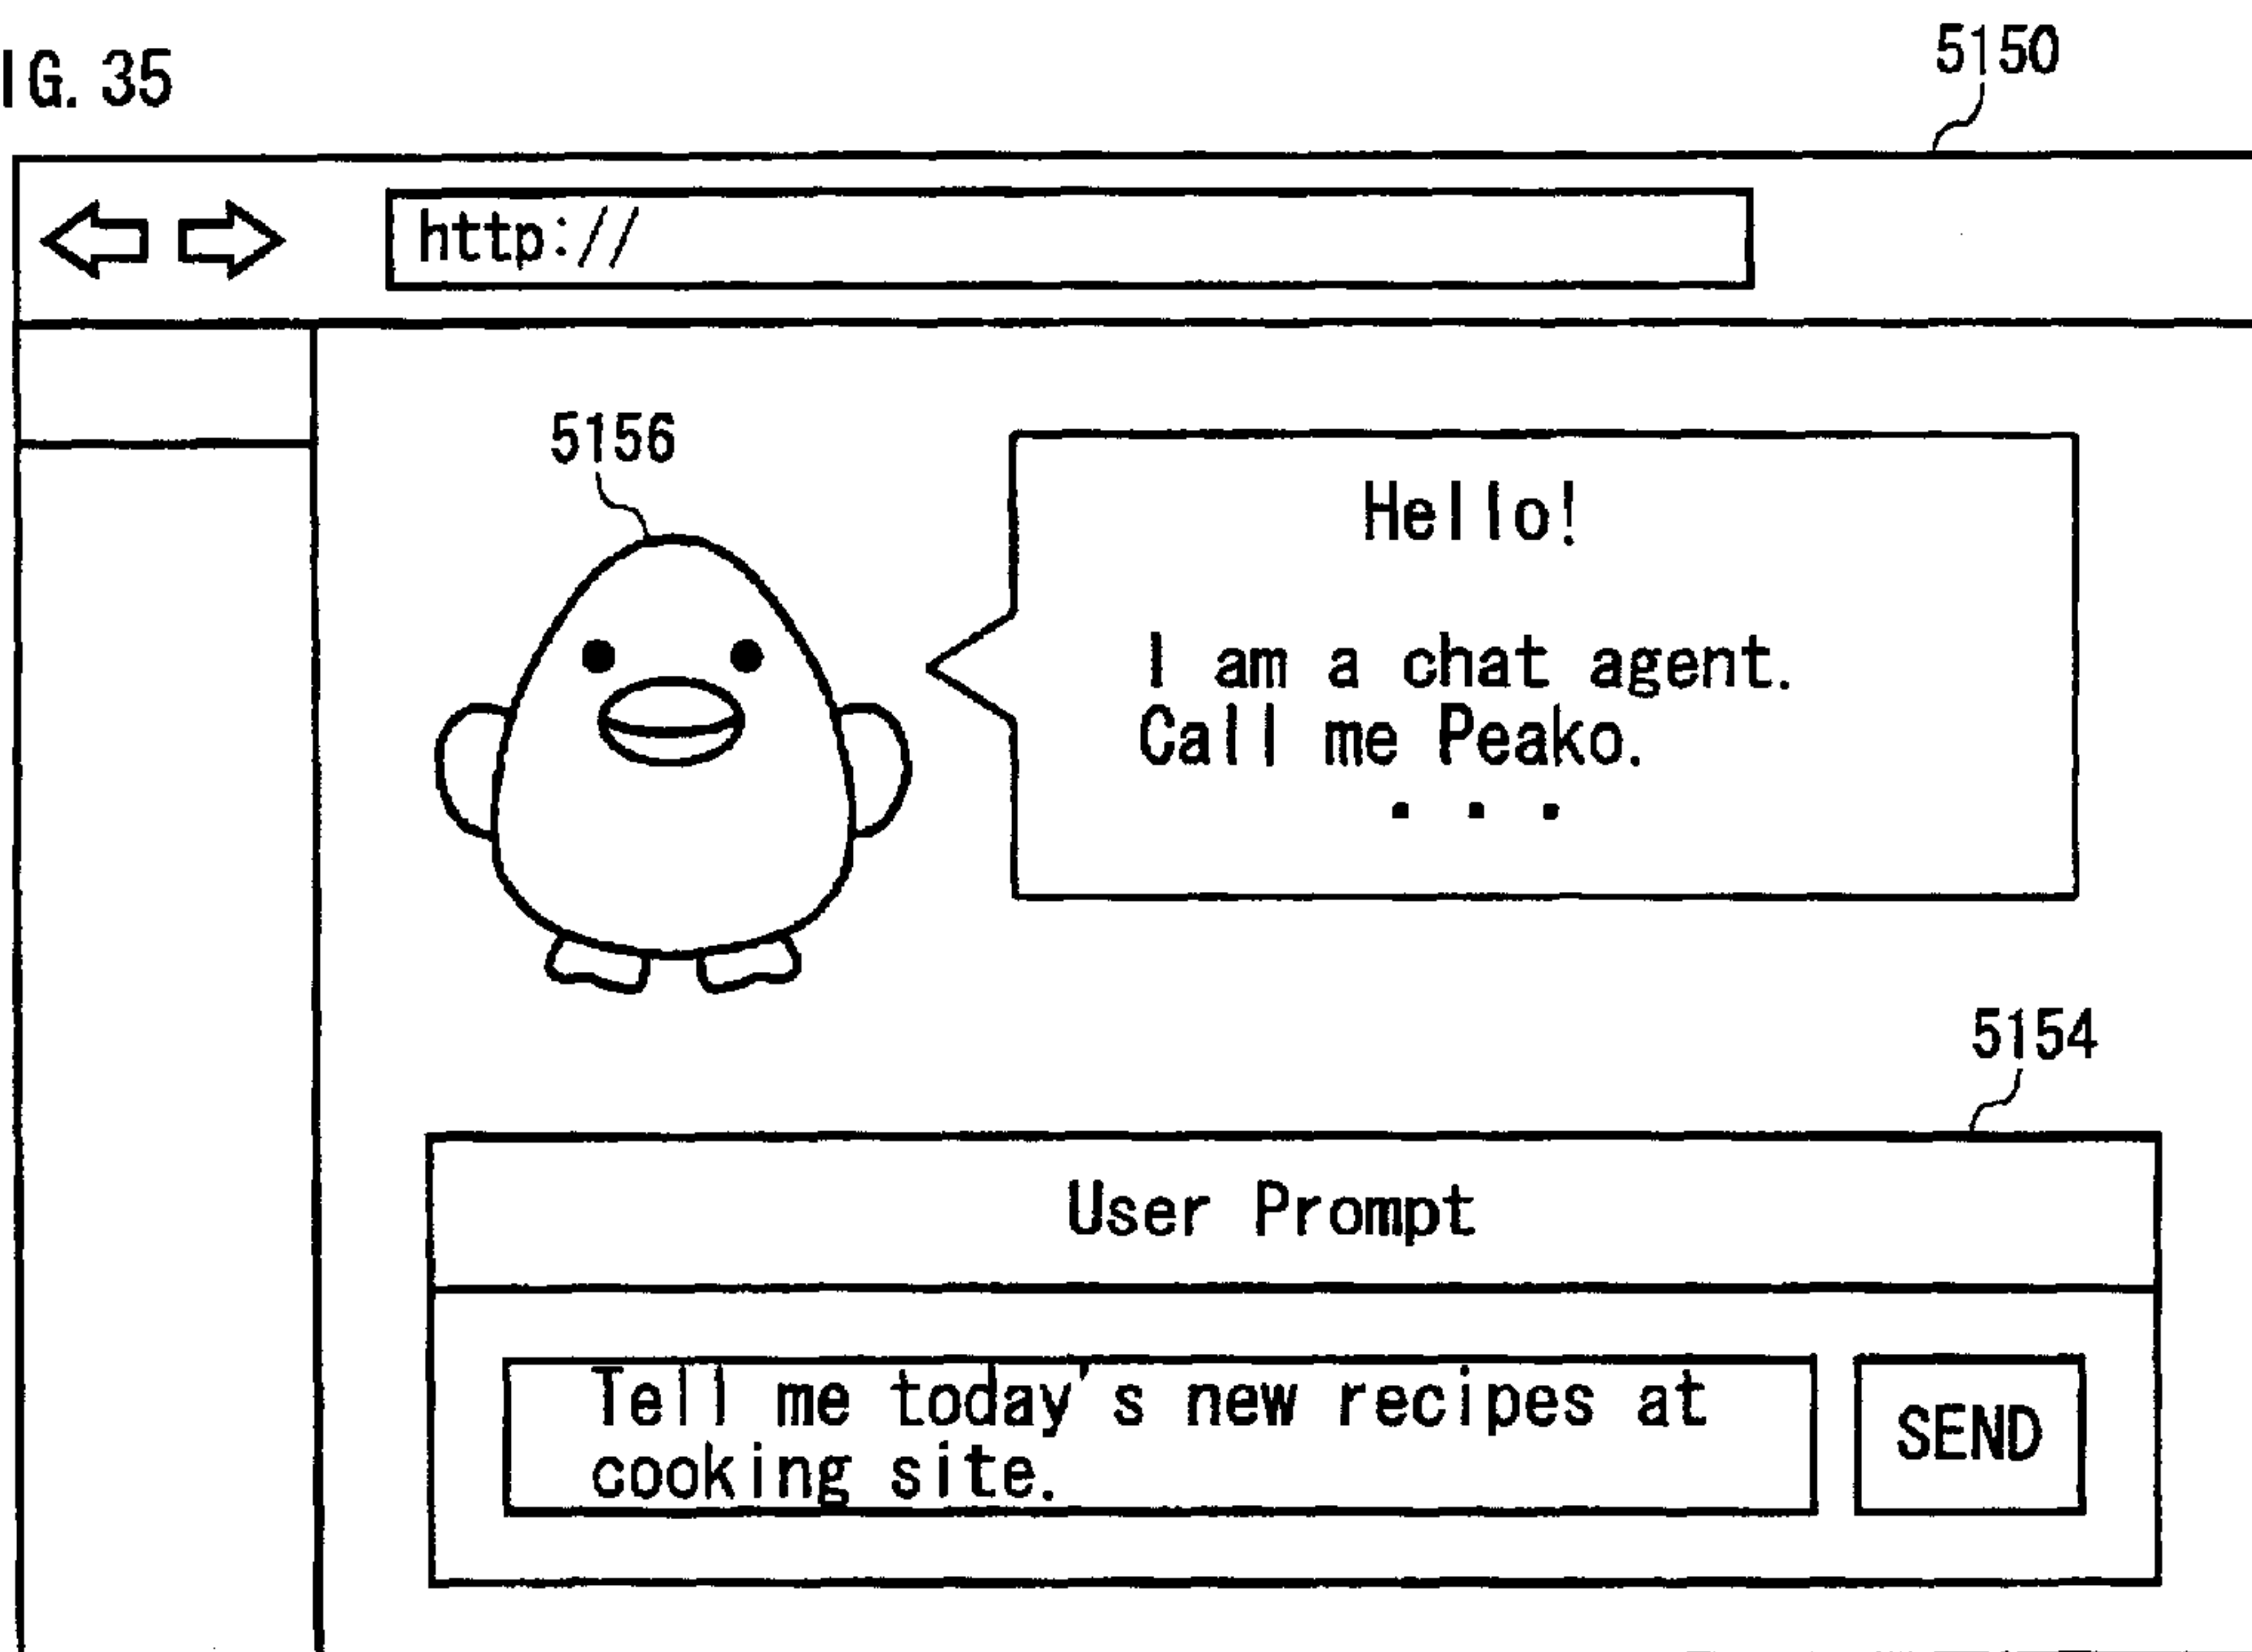 IG. 35
5150
http://
5156
Hello!
I am a chat agent.
Call me Peako.
. . .
5154
User Prompt
Tell me today's new recipes at
cooking site.
SEND